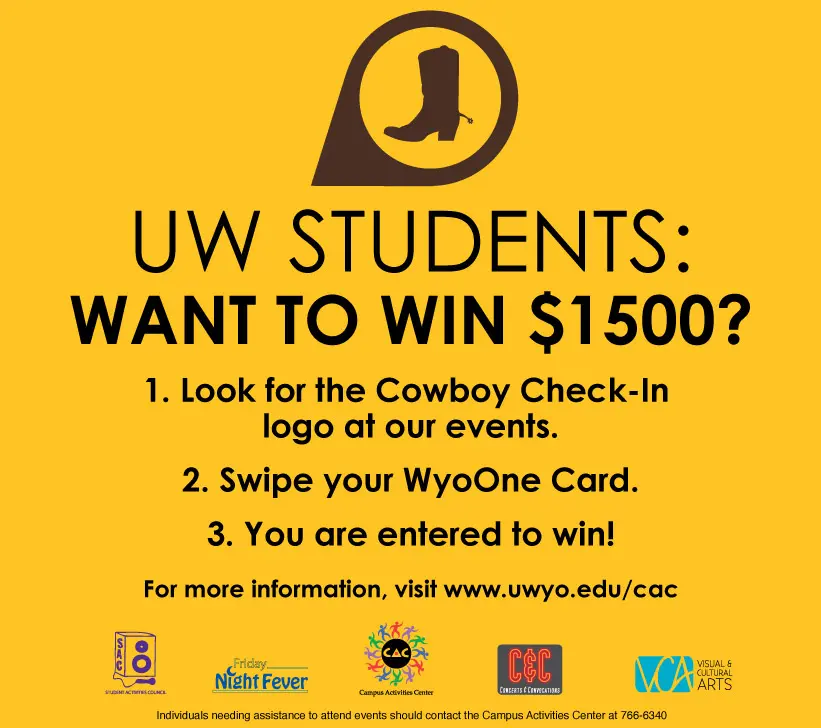 UW STUDENTS:
WANT TO WIN $1500?
1. Look for the Cowboy Check-In
logo at our events.
2. Swipe your WyoOne Card.
3. You are entered to win!
For more information, visit www.uwyo.edu/cac
SAC
STUDENT ACTIVITIES COUNCIL
Friday
Night Fever
CAC
Campus Activities Center
C&C
CONCERTS & CONVOCATIONS
VCA
VISUAL &
CULTURAL
ARTS
Individuals needing assistance to attend events should contact the Campus Activities Center at 766-6340